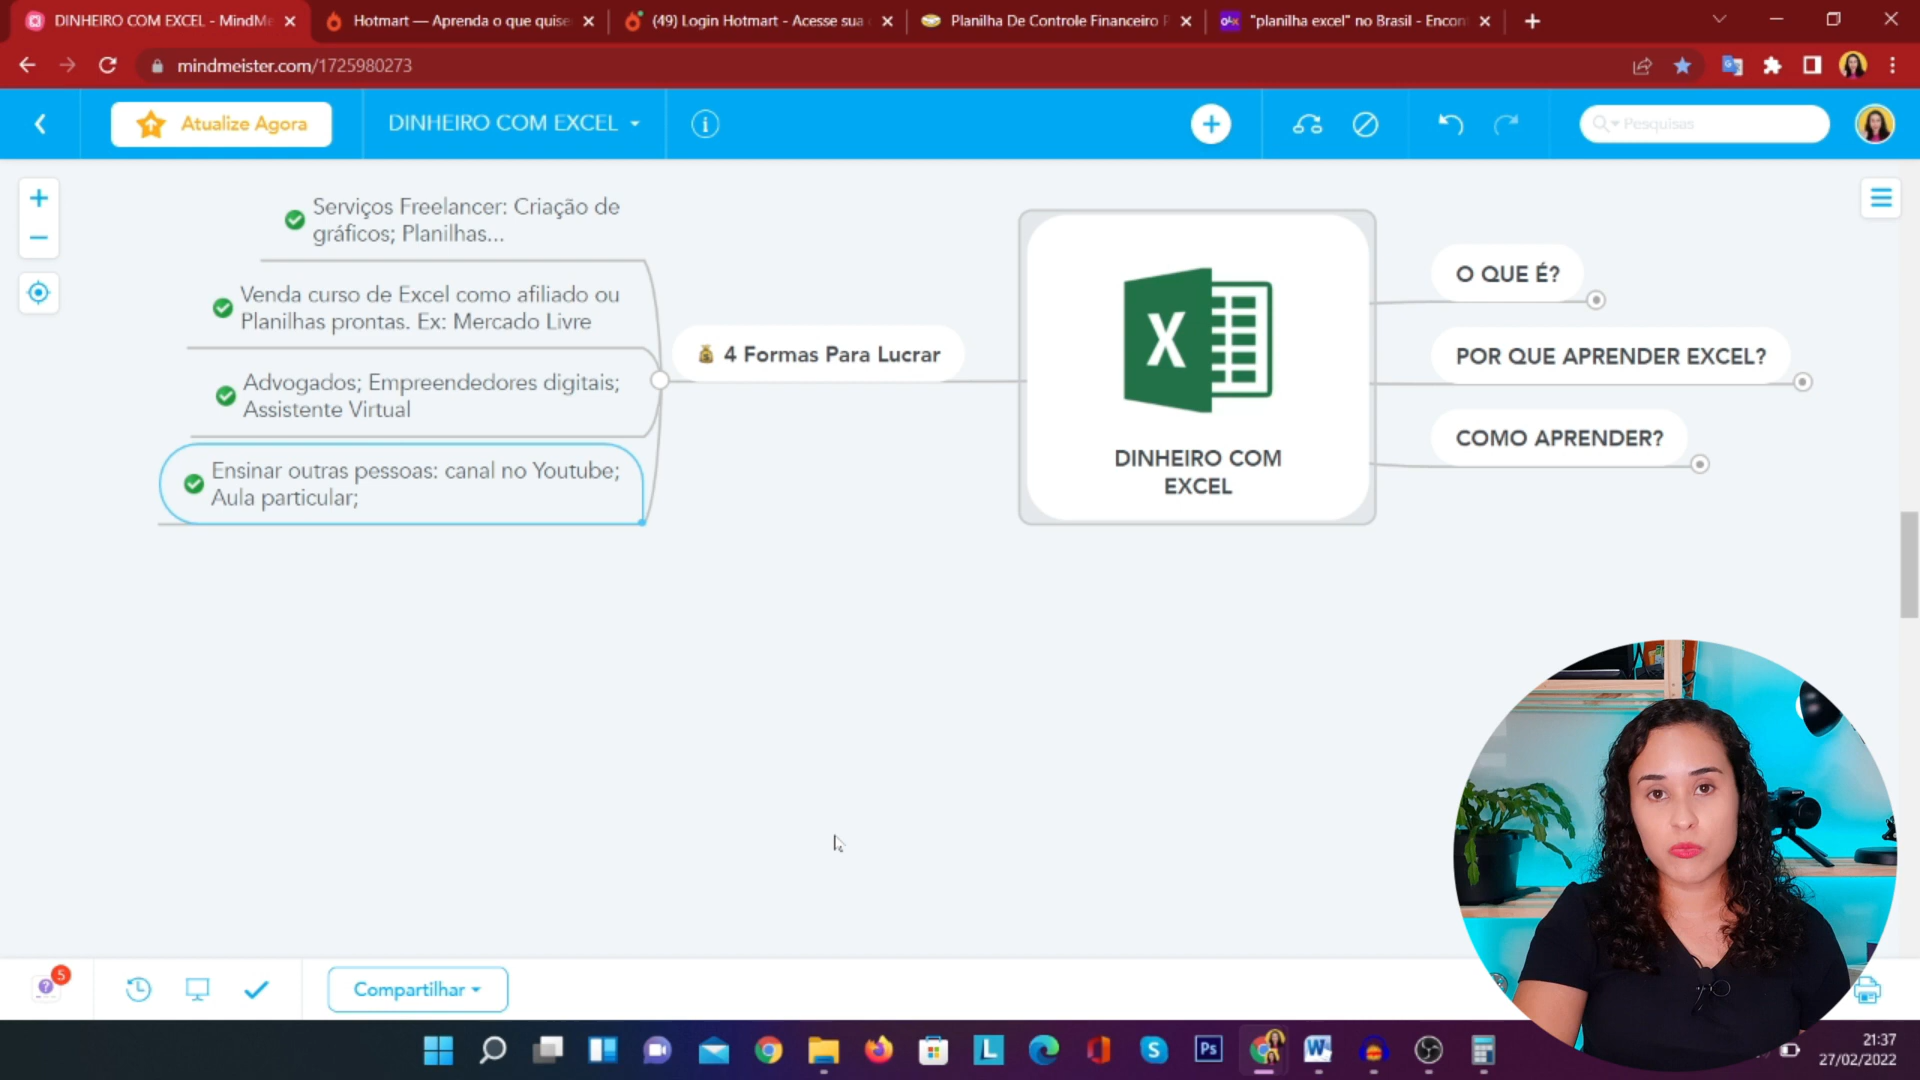 DINHEIRO COM EXCEL - MindMe
Hotmart — Aprenda o que quise
(49) Login Hotmart - Acesse sua
Planilha De Controle Financeiro
"planilha excel" no Brasil - Encon
mindmeister.com/1725980273
Atualize Agora
DINHEIRO COM EXCEL
Pesquisas
Serviços Freelancer: Criação de
gráficos; Planilhas...
Venda curso de Excel como afiliado ou
Planilhas prontas. Ex: Mercado Livre
4 Formas Para Lucrar
Advogados; Empreendedores digitais;
Assistente Virtual
Ensinar outras pessoas: canal no Youtube;
Aula particular;
X
DINHEIRO COM
EXCEL
O QUE É?
POR QUE APRENDER EXCEL?
COMO APRENDER?
5
Compartilhar
L
S
Ps
W
21:37
27/02/2022